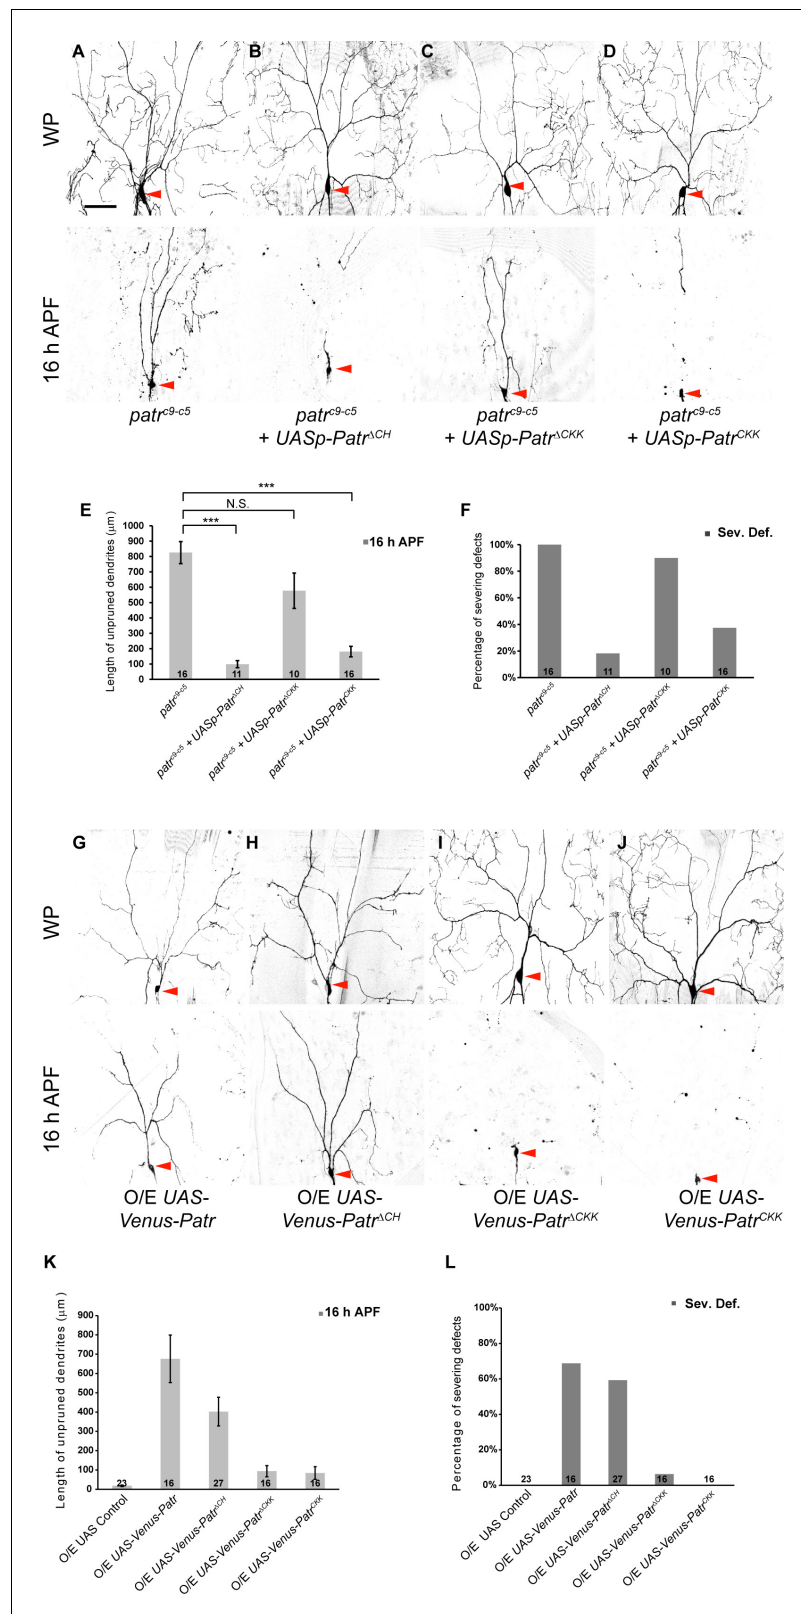 A B C D
WP
16 h APF
patr^c9-c5 patr^c9-c5 patr^c9-c5 patr^c9-c5
+ UASp-Patr^ΔCH + UASp-Patr^ΔCKK + UASp-Patr^CKK
E
***
N.S.
***
16 h APF
Length of unpruned dendrites (μm)
1000
900
800
700
600
500
400
300
200
100
0
16 11 10 16
patr^c9-c5
patr^c9-c5 + UASp-Patr^ΔCH
patr^c9-c5 + UASp-Patr^ΔCKK
patr^c9-c5 + UASp-Patr^CKK
F
Sev. Def.
Percentage of severing defects
100%
80%
60%
40%
20%
0%
16 11 10 16
patr^c9-c5
patr^c9-c5 + UASp-Patr^ΔCH
patr^c9-c5 + UASp-Patr^ΔCKK
patr^c9-c5 + UASp-Patr^CKK
G H I J
WP
16 h APF
O/E UAS- O/E UAS- O/E UAS- O/E UAS-
Venus-Patr Venus-Patr^ΔCH Venus-Patr^ΔCKK Venus-Patr^CKK
K
16 h APF
Length of unpruned dendrites (μm)
900
800
700
600
500
400
300
200
100
0
23 16 27 16 16
O/E UAS Control
O/E UAS-Venus-Patr
O/E UAS-Venus-Patr^ΔCH
O/E UAS-Venus-Patr^ΔCKK
O/E UAS-Venus-Patr^CKK
L
Sev. Def.
Percentage of severing defects
100%
80%
60%
40%
20%
0%
23 16 27 16 16
O/E UAS Control
O/E UAS-Venus-Patr
O/E UAS-Venus-Patr^ΔCH
O/E UAS-Venus-Patr^ΔCKK
O/E UAS-Venus-Patr^CKK